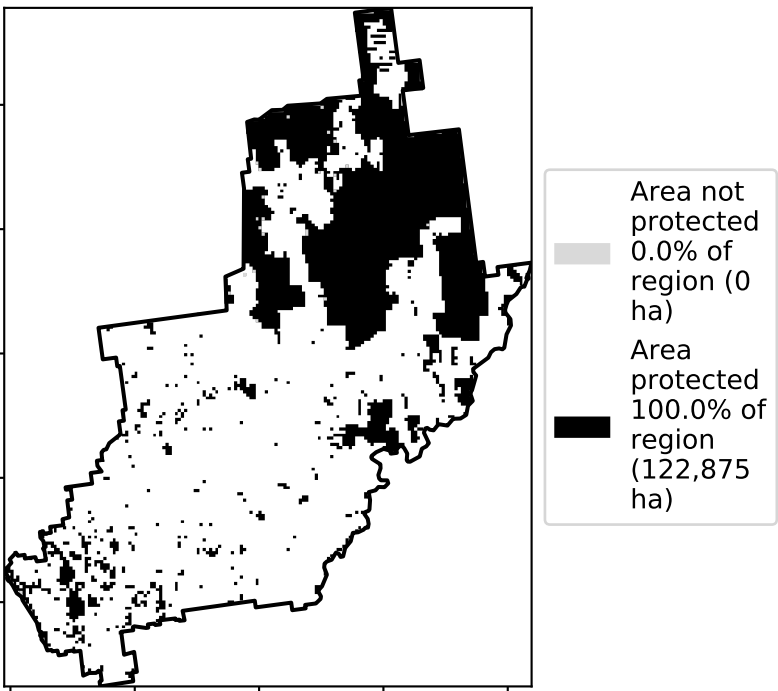 Area not
protected
0.0% of
region (0
ha)
Area
protected
100.0% of
region
(122,875
ha)